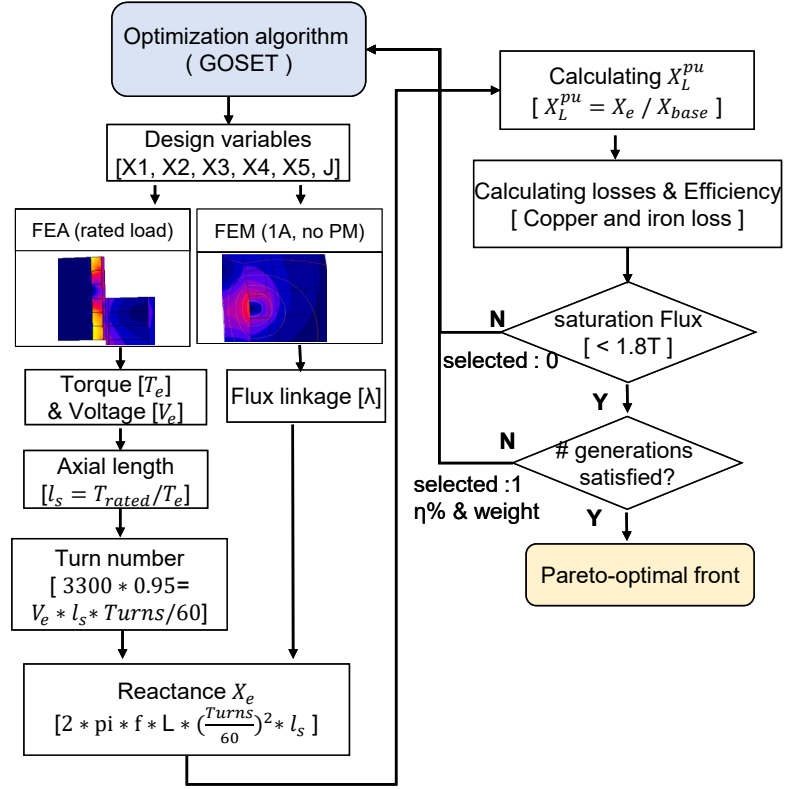 Optimization algorithm
( GOSET )
Design variables
[X1, X2, X3, X4, X5, J]
FEA (rated load)
FEM (1A, no PM)
Torque [𝑇𝑒]
& Voltage [𝑉𝑒]
Flux linkage [λ]
Axial length
[𝑙𝑠 = 𝑇𝑟𝑎𝑡𝑒𝑑/𝑇𝑒]
Turn number
[ 3300 * 0.95=
𝑉𝑒 * 𝑙𝑠 * 𝑇𝑢𝑟𝑛𝑠/60]
Reactance 𝑋𝑒
[2 * pi * f * L * (𝑇𝑢𝑟𝑛𝑠/60)² * 𝑙𝑠 ]
Calculating 𝑋𝐿^𝑝𝑢
[ 𝑋𝐿^𝑝𝑢 = 𝑋𝑒 / 𝑋𝑏𝑎𝑠𝑒 ]
Calculating losses & Efficiency
[ Copper and iron loss ]
saturation Flux
[ < 1.8T ]
N
selected : 0
Y
# generations
satisfied?
N
selected :1
η% & weight
Y
Pareto-optimal front